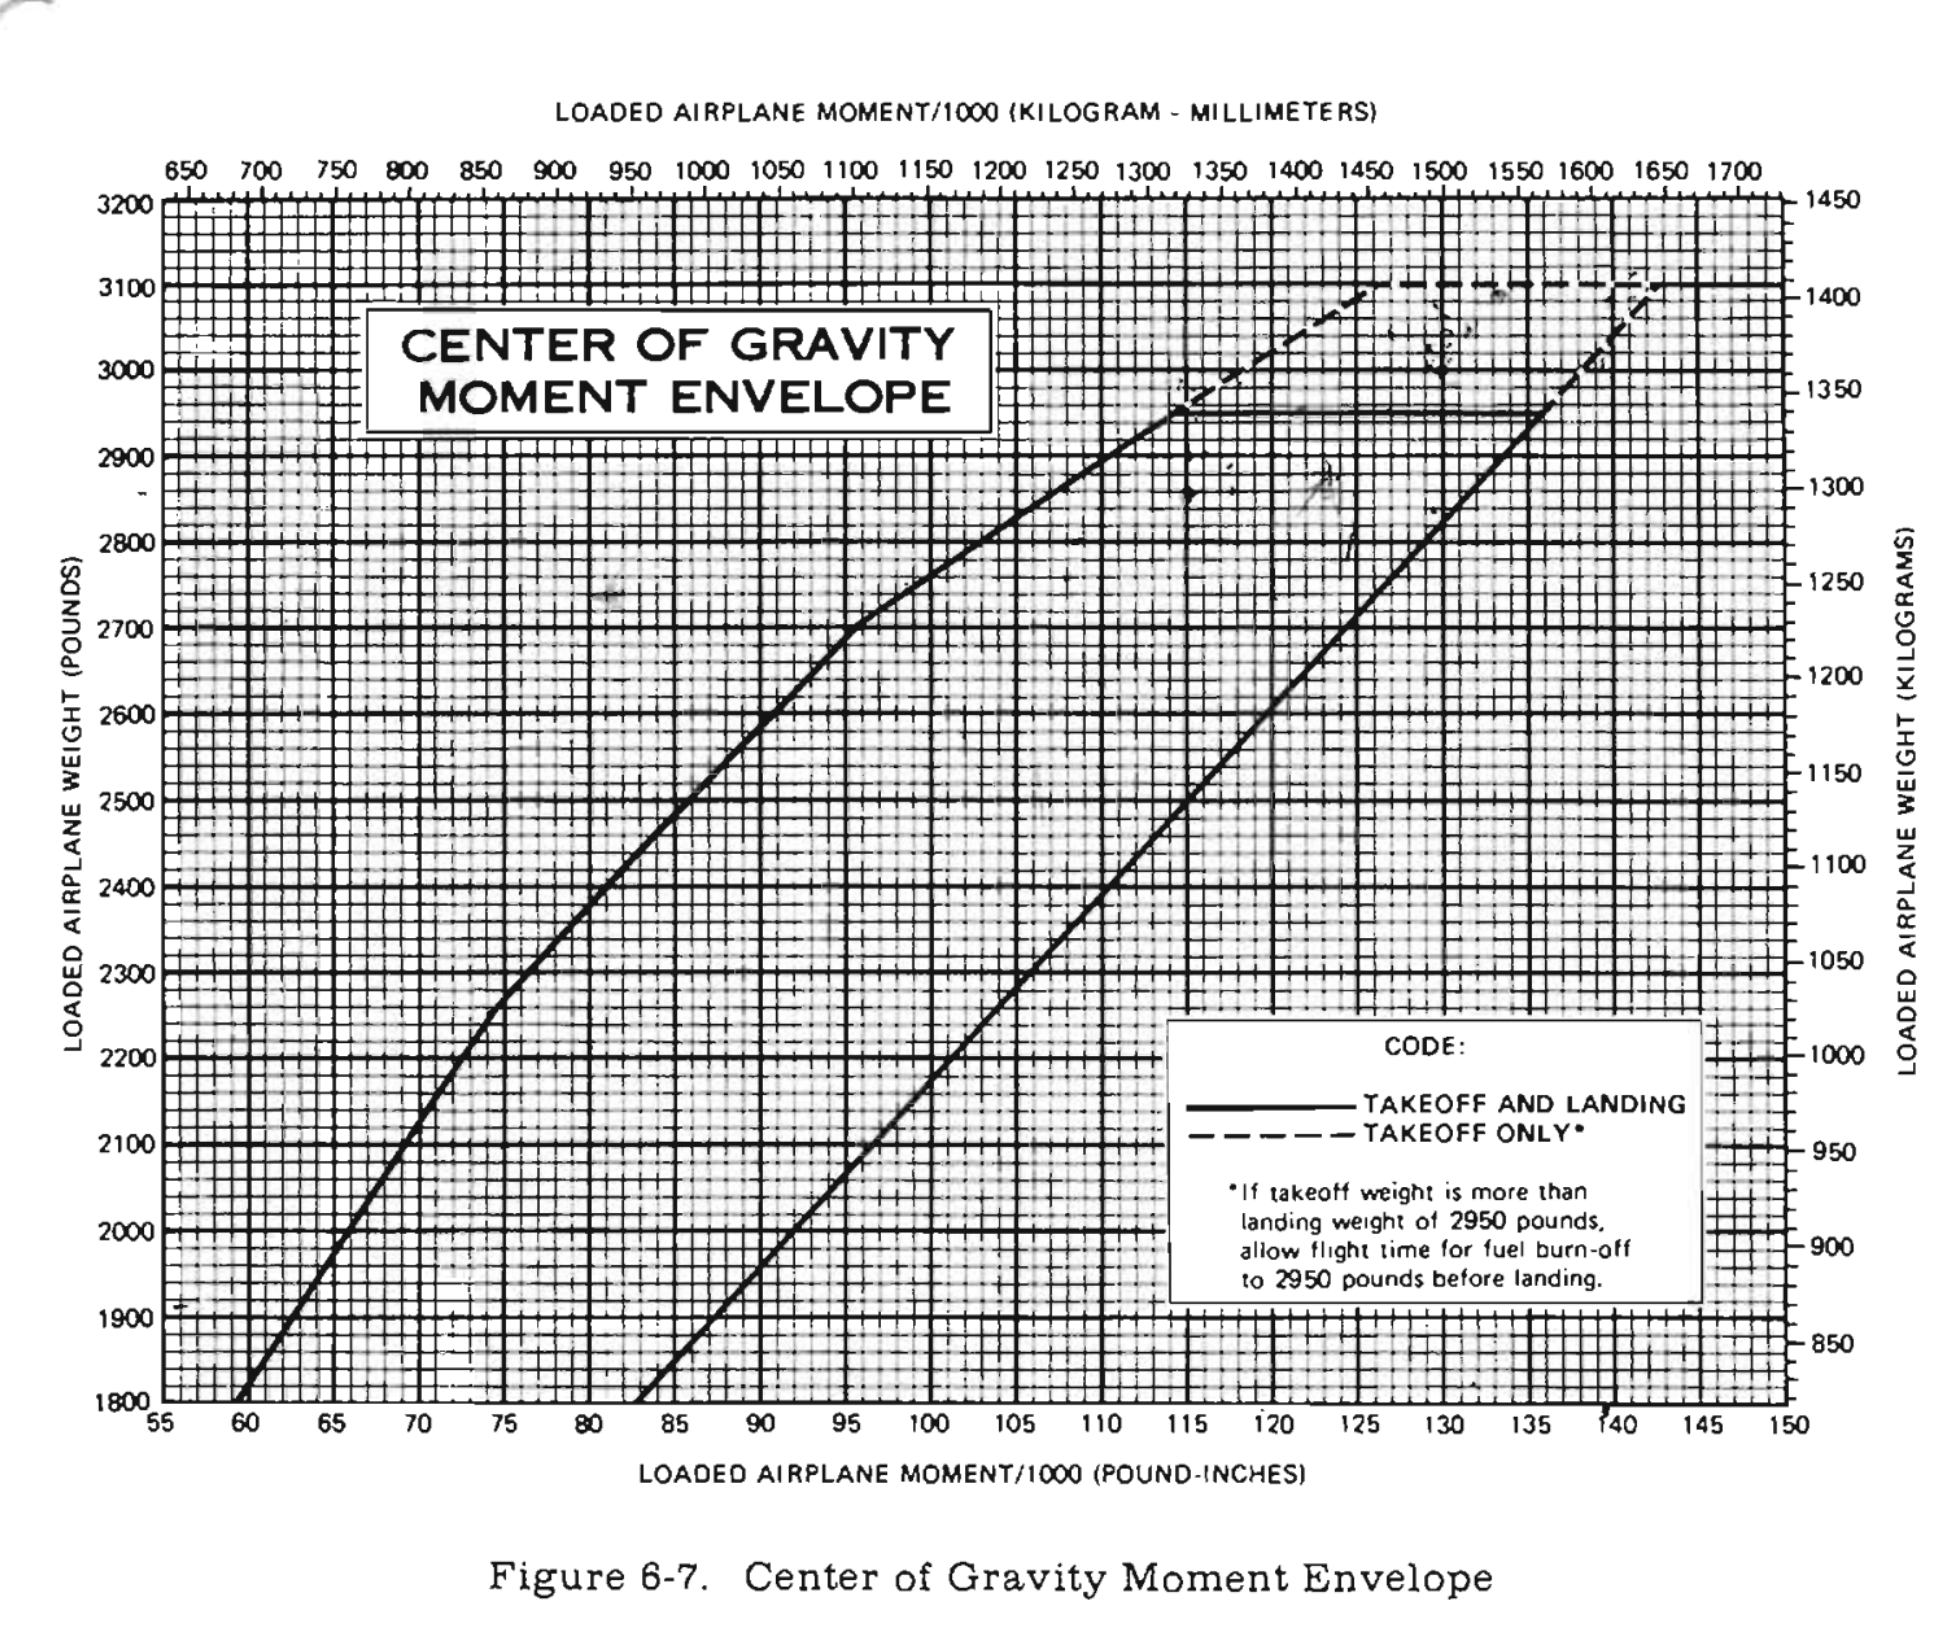 LOADED AIRPLANE MOMENT/1000 (KILOGRAM - MILLIMETERS)
650 700 750 800 850 900 950 1000 1050 1100 1150 1200 1250 1300 1350 1400 1450 1500 1550 1600 1650 1700
CENTER OF GRAVITY
MOMENT ENVELOPE
LOADED AIRPLANE WEIGHT (POUNDS)
3200
3100
3000
2900
2800
2700
2600
2500
2400
2300
2200
2100
2000
1900
1800
1450
1400
1350
1300
1250
1200
1150
1100
1050
1000
950
900
850
LOADED AIRPLANE WEIGHT (KILOGRAMS)
CODE:
TAKEOFF AND LANDING
TAKEOFF ONLY*
*If takeoff weight is more than
landing weight of 2950 pounds,
allow flight time for fuel burn-off
to 2950 pounds before landing.
55 60 65 70 75 80 85 90 95 100 105 110 115 120 125 130 135 140 145 150
LOADED AIRPLANE MOMENT/1000 (POUND-INCHES)
Figure 6-7. Center of Gravity Moment Envelope